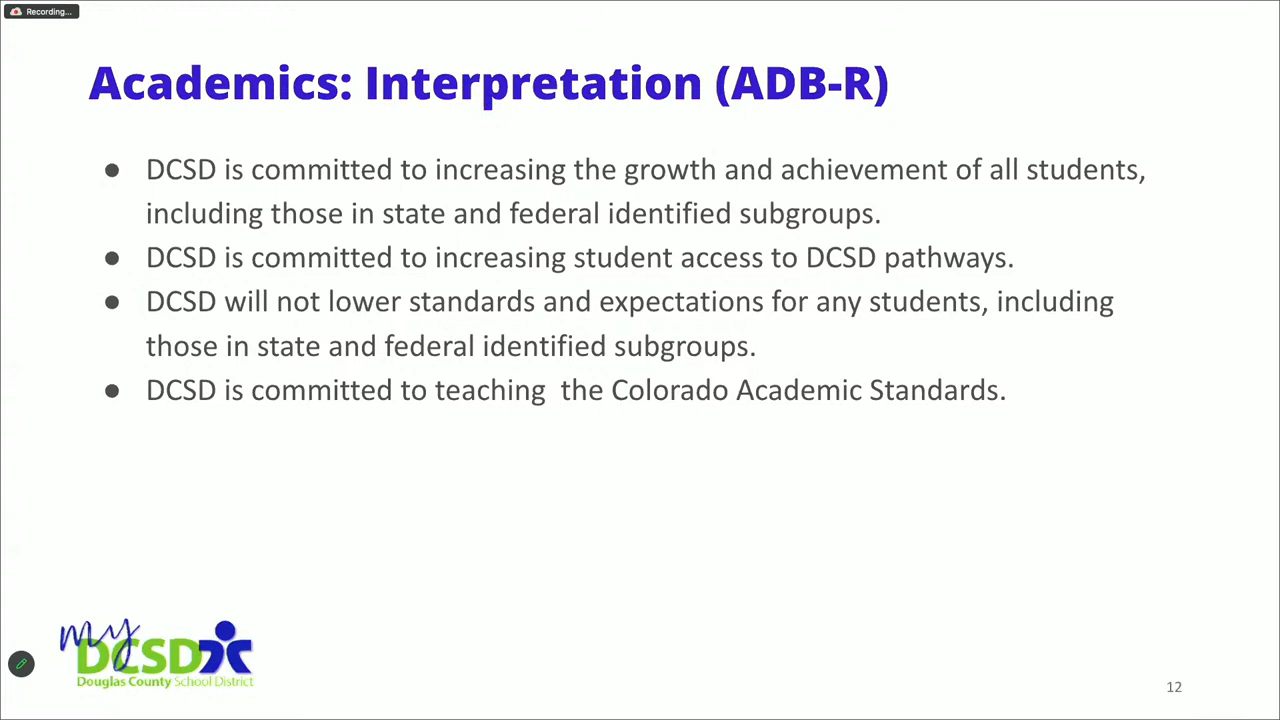 Recording...
Academics: Interpretation (ADB-R)
● DCSD is committed to increasing the growth and achievement of all students,
including those in state and federal identified subgroups.
● DCSD is committed to increasing student access to DCSD pathways.
● DCSD will not lower standards and expectations for any students, including
those in state and federal identified subgroups.
● DCSD is committed to teaching  the Colorado Academic Standards.
my
DCSD
Douglas County School District
12